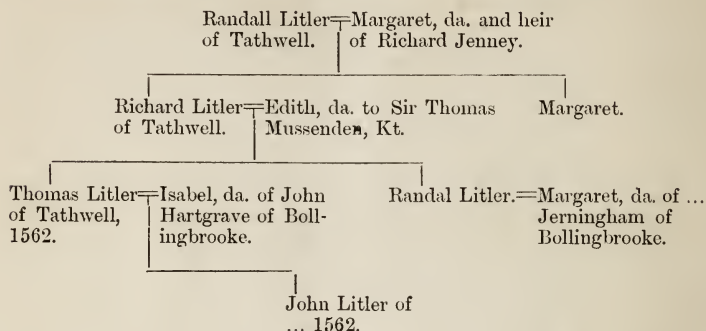 Randall Litler=Margaret, da. and heir
of Tathwell. of Richard Jenney.
Richard Litler=Edith, da. to Sir Thomas Margaret.
of Tathwell. Mussenden, Kt.
Thomas Litler=Isabel, da. of John Randal Litler.=Margaret, da. of ...
of Tathwell, Hartgrave of Boll- Jerningham of
1562. ingbrooke. Bollingbrooke.
John Litler of
... 1562.